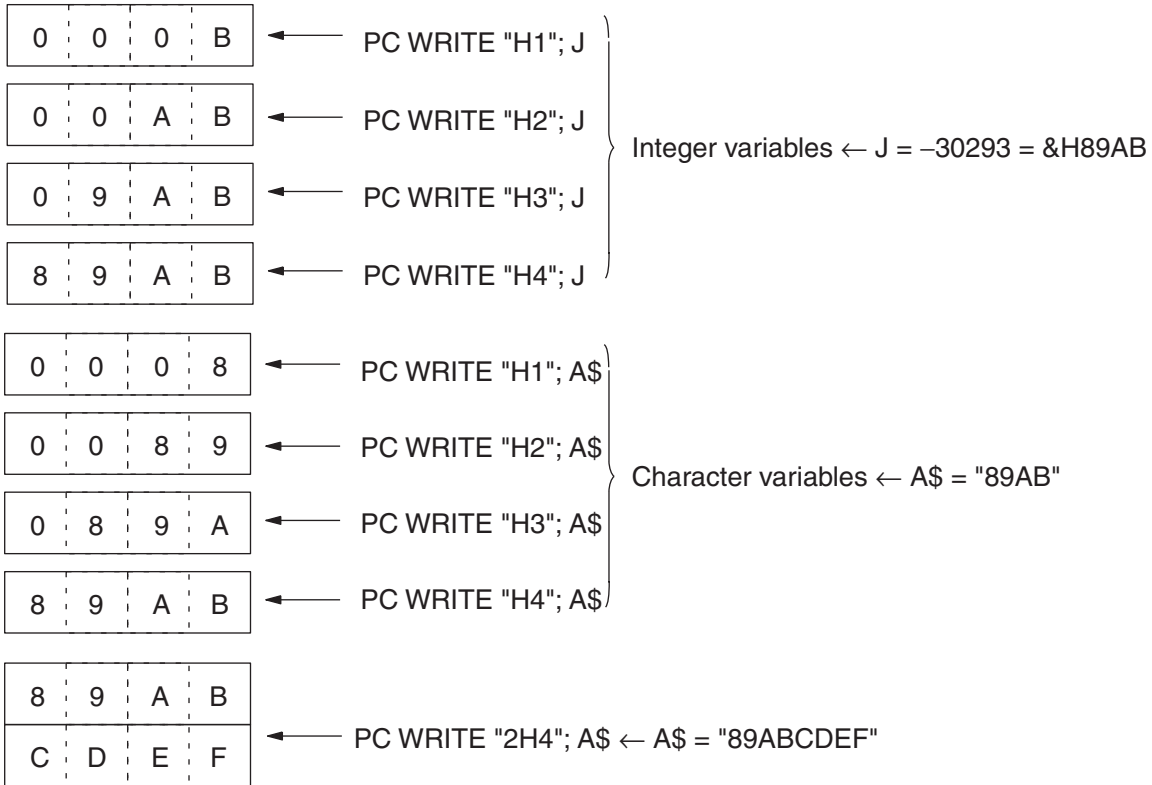 0 0 0 B ← PC WRITE "H1"; J
0 0 A B ← PC WRITE "H2"; J
Integer variables ← J = –30293 = &H89AB
0 9 A B ← PC WRITE "H3"; J
8 9 A B ← PC WRITE "H4"; J
0 0 0 8 ← PC WRITE "H1"; A$
0 0 8 9 ← PC WRITE "H2"; A$
Character variables ← A$ = "89AB"
0 8 9 A ← PC WRITE "H3"; A$
8 9 A B ← PC WRITE "H4"; A$
8 9 A B
PC WRITE "2H4"; A$ ← A$ = "89ABCDEF"
C D E F